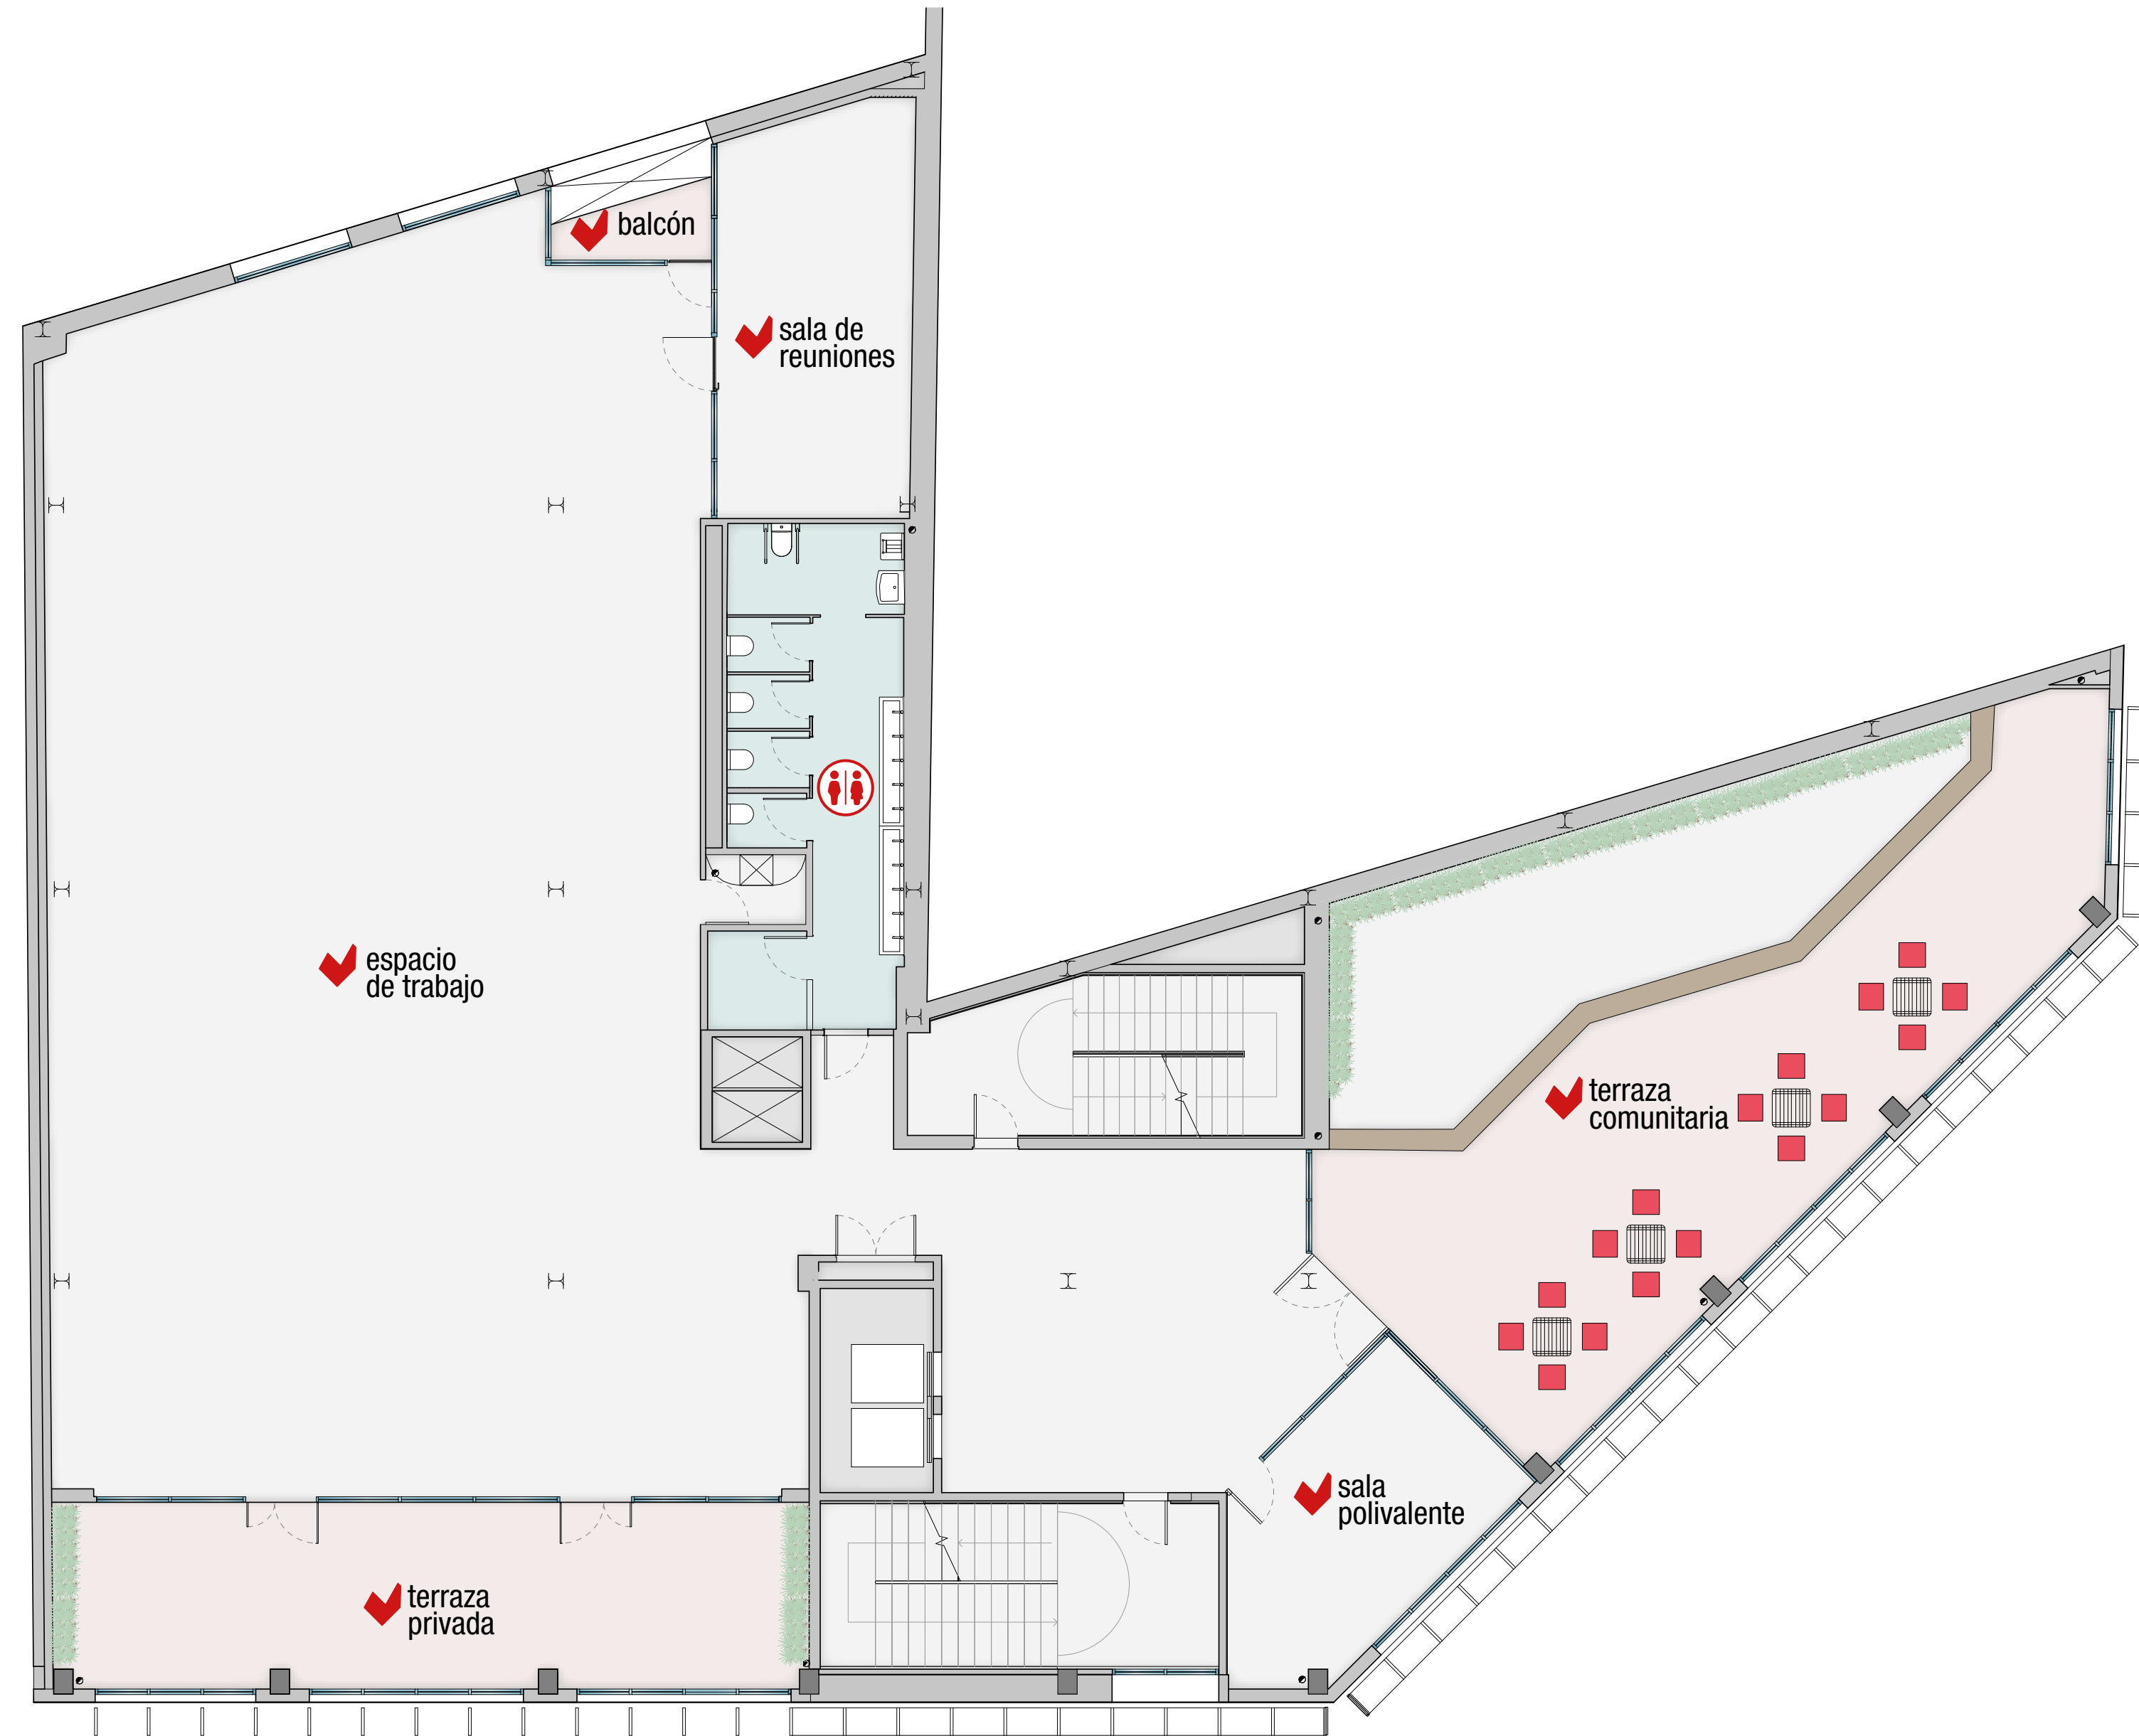 balcón
sala de
reuniones
espacio
de trabajo
terraza
comunitaria
sala
polivalente
terraza
privada